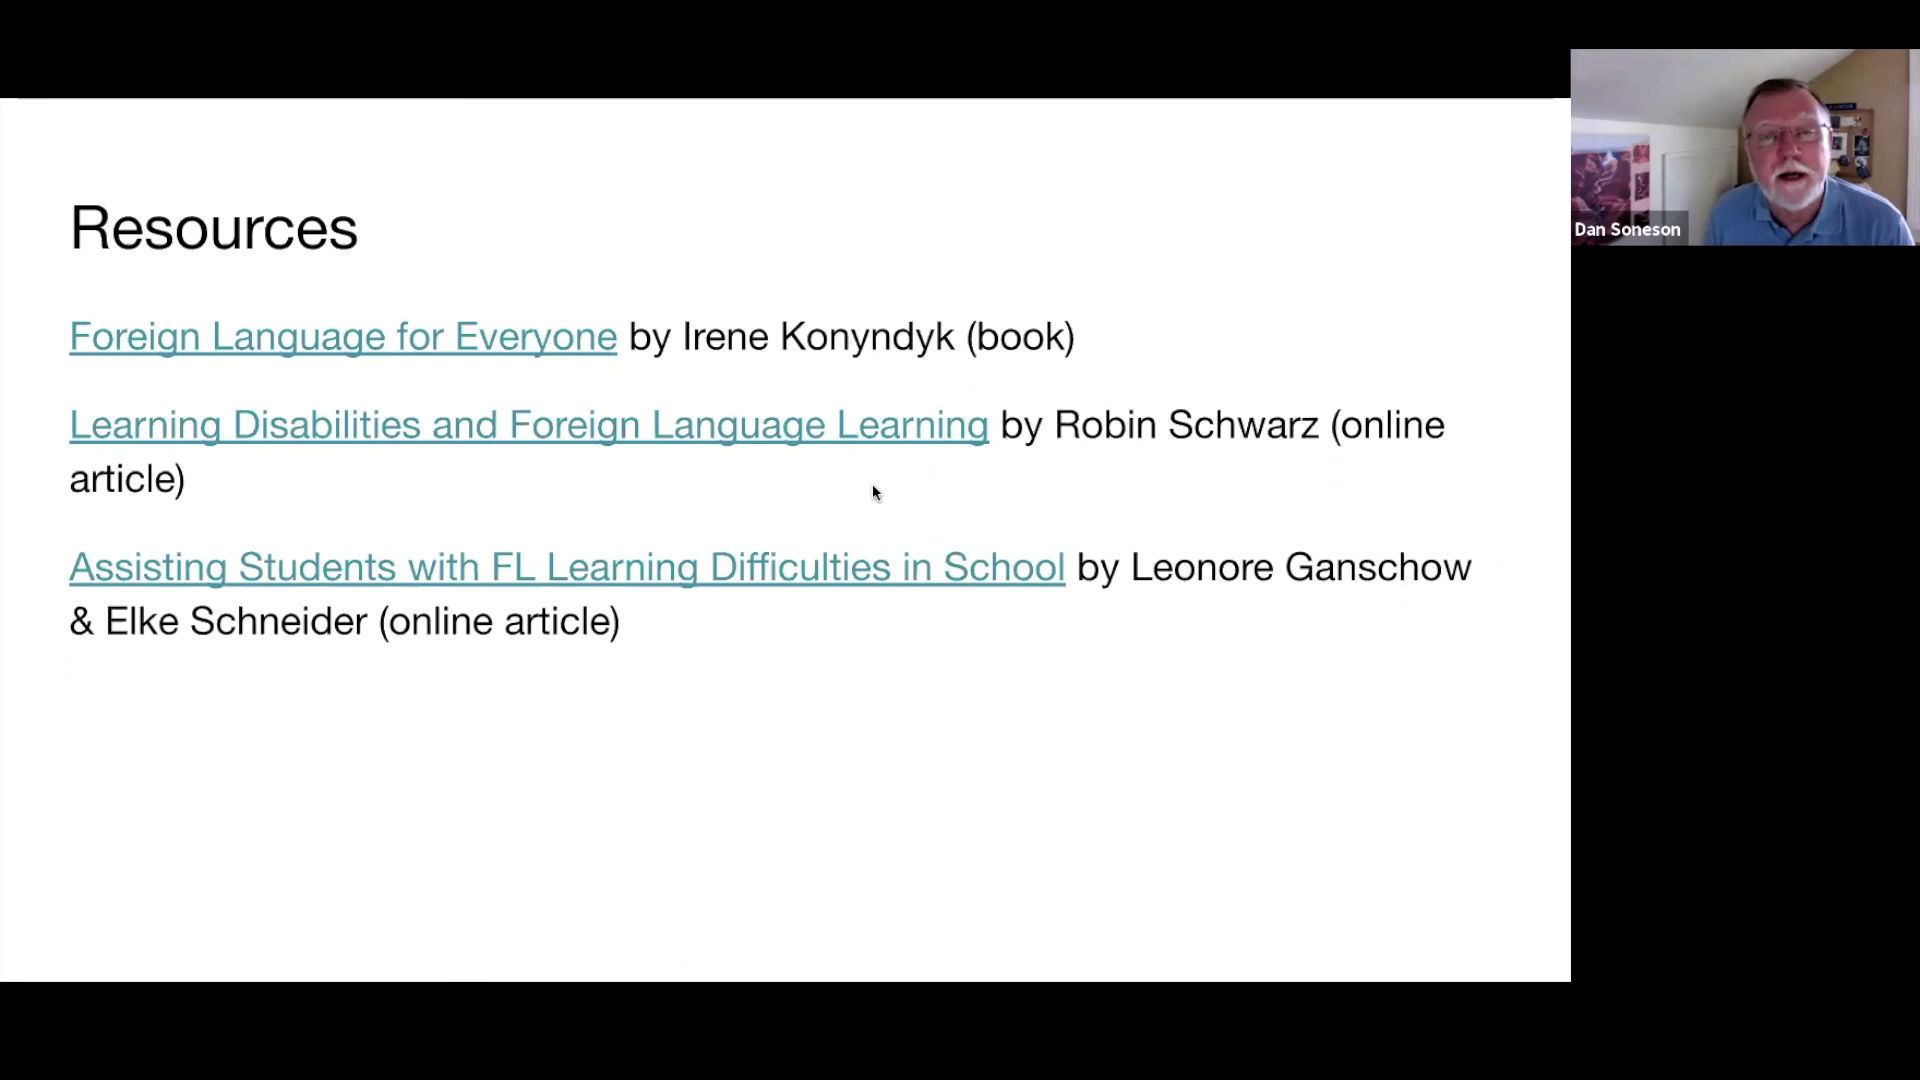 Resources
Foreign Language for Everyone by Irene Konyndyk (book)
Learning Disabilities and Foreign Language Learning by Robin Schwarz (online
article)
Assisting Students with FL Learning Difficulties in School by Leonore Ganschow
& Elke Schneider (online article)
Dan Soneson